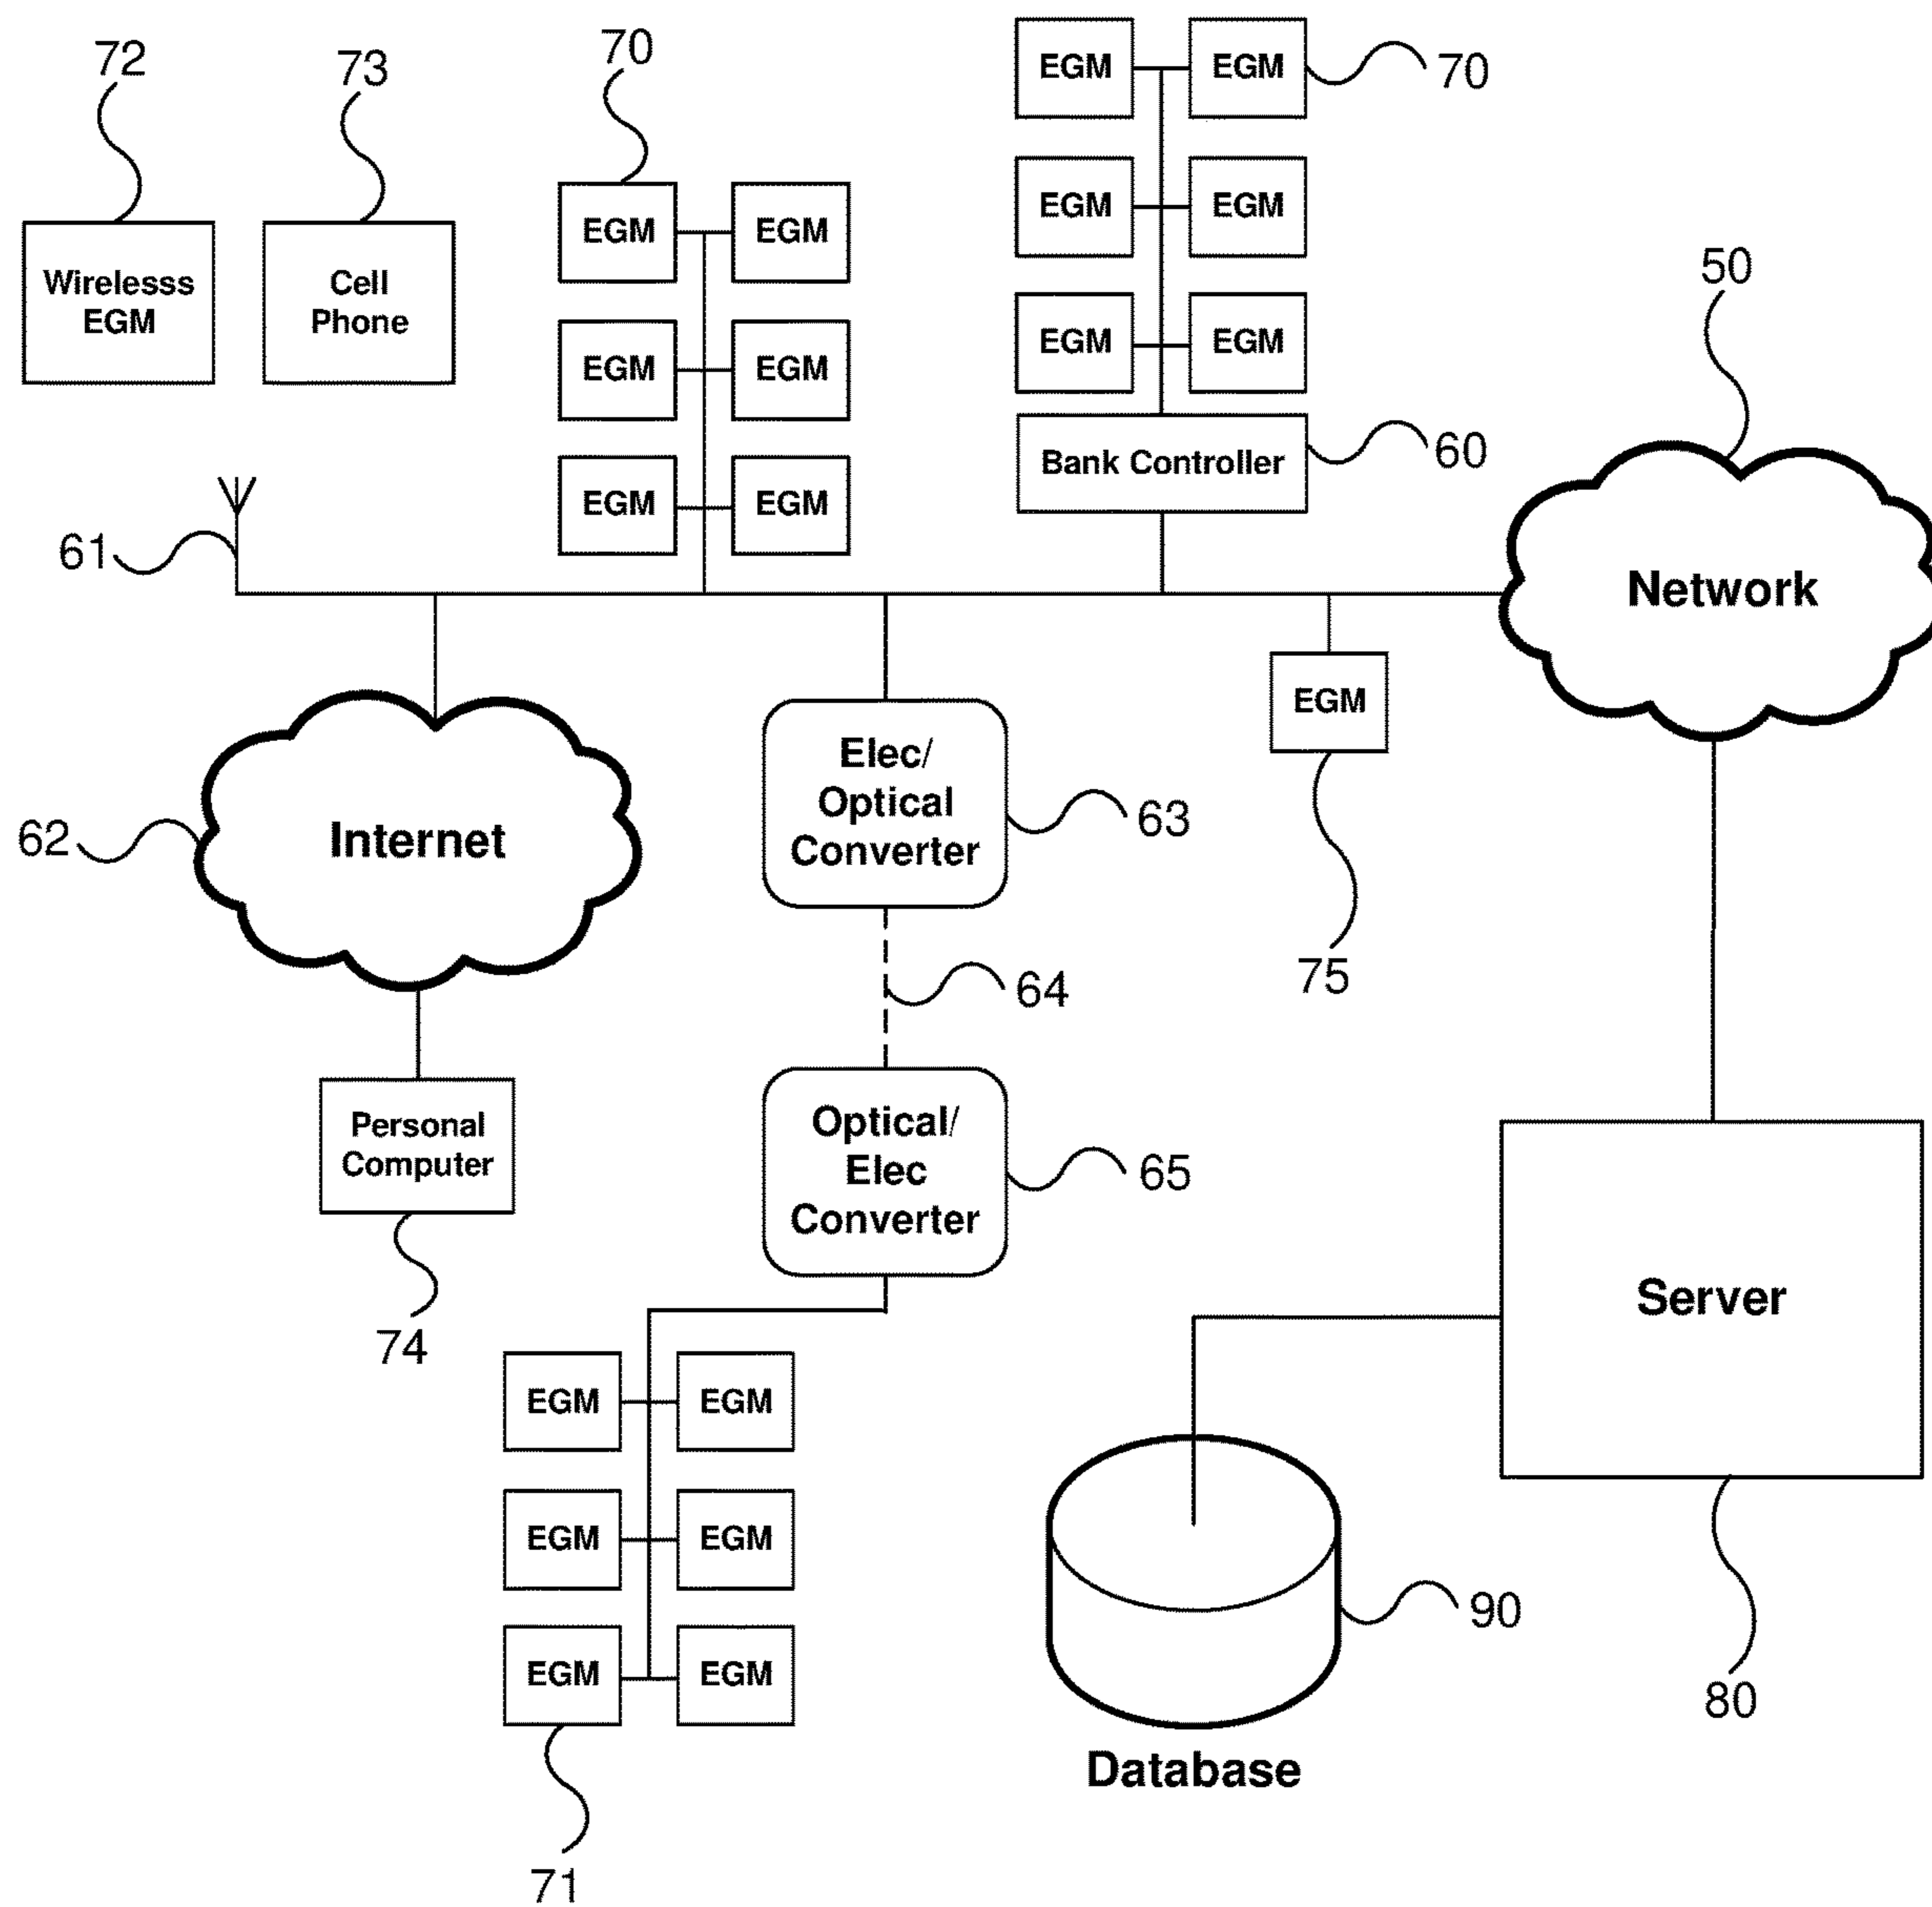 72
73
70
EGM
EGM
70
Wirelesss
EGM
Cell
Phone
EGM
EGM
EGM
EGM
EGM
EGM
EGM
EGM
50
EGM
EGM
Bank Controller
60
61
Network
EGM
Internet
62
Elec/
Optical
Converter
63
64
75
Personal
Computer
74
Optical/
Elec
Converter
65
Server
EGM
EGM
EGM
EGM
EGM
EGM
71
90
80
Database